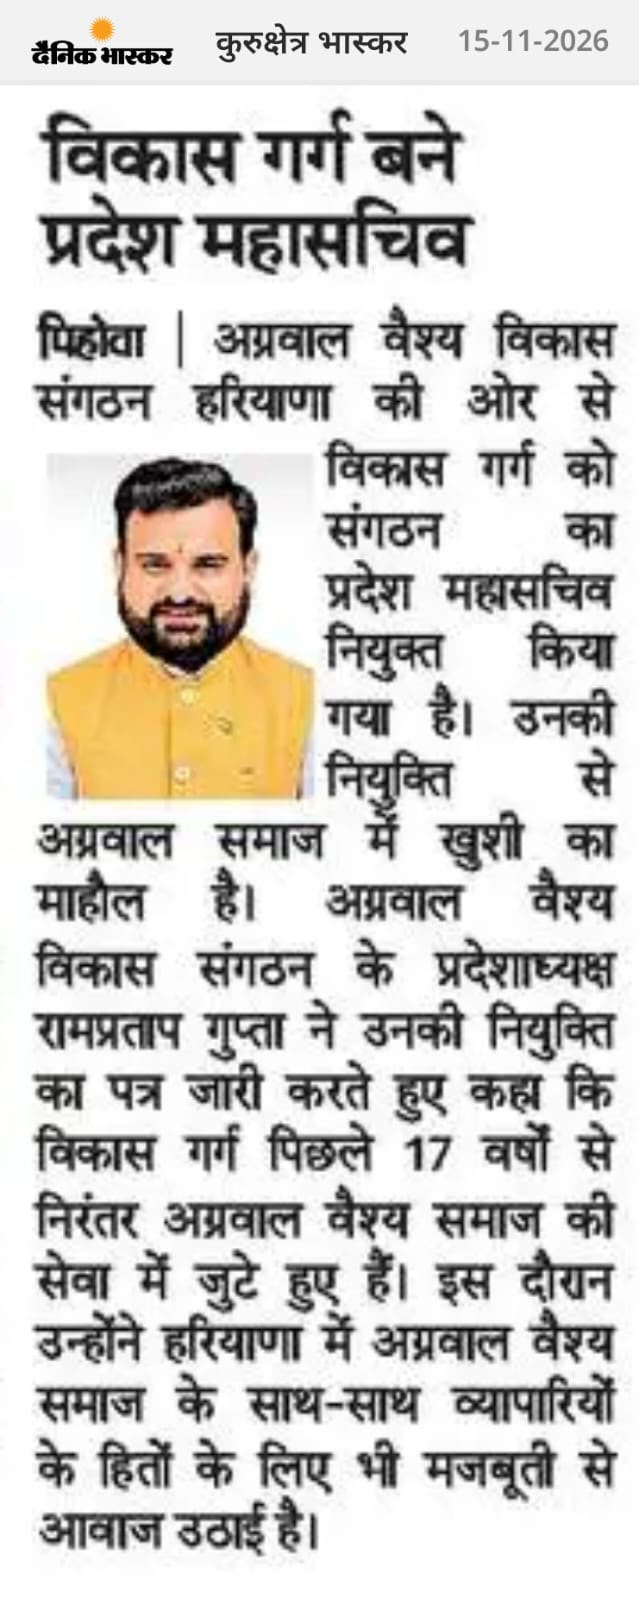 दैनिक भास्कर
कुरुक्षेत्र भास्कर
15-11-2026
विकास गर्ग बने
प्रदेश महासचिव
पिहोवा | अग्रवाल वैश्य विकास
संगठन हरियाणा की ओर से
विकास गर्ग को
संगठन का
प्रदेश महासचिव
नियुक्त किया
गया है। उनकी
नियुक्ति से
अग्रवाल समाज में खुशी का
माहौल है। अग्रवाल वैश्य
विकास संगठन के प्रदेशाध्यक्ष
रामप्रताप गुप्ता ने उनकी नियुक्ति
का पत्र जारी करते हुए कहा कि
विकास गर्ग पिछले 17 वर्षों से
निरंतर अग्रवाल वैश्य समाज की
सेवा में जुटे हुए हैं। इस दौरान
उन्होंने हरियाणा में अग्रवाल वैश्य
समाज के साथ-साथ व्यापारियों
के हितों के लिए भी मजबूती से
आवाज उठाई है।